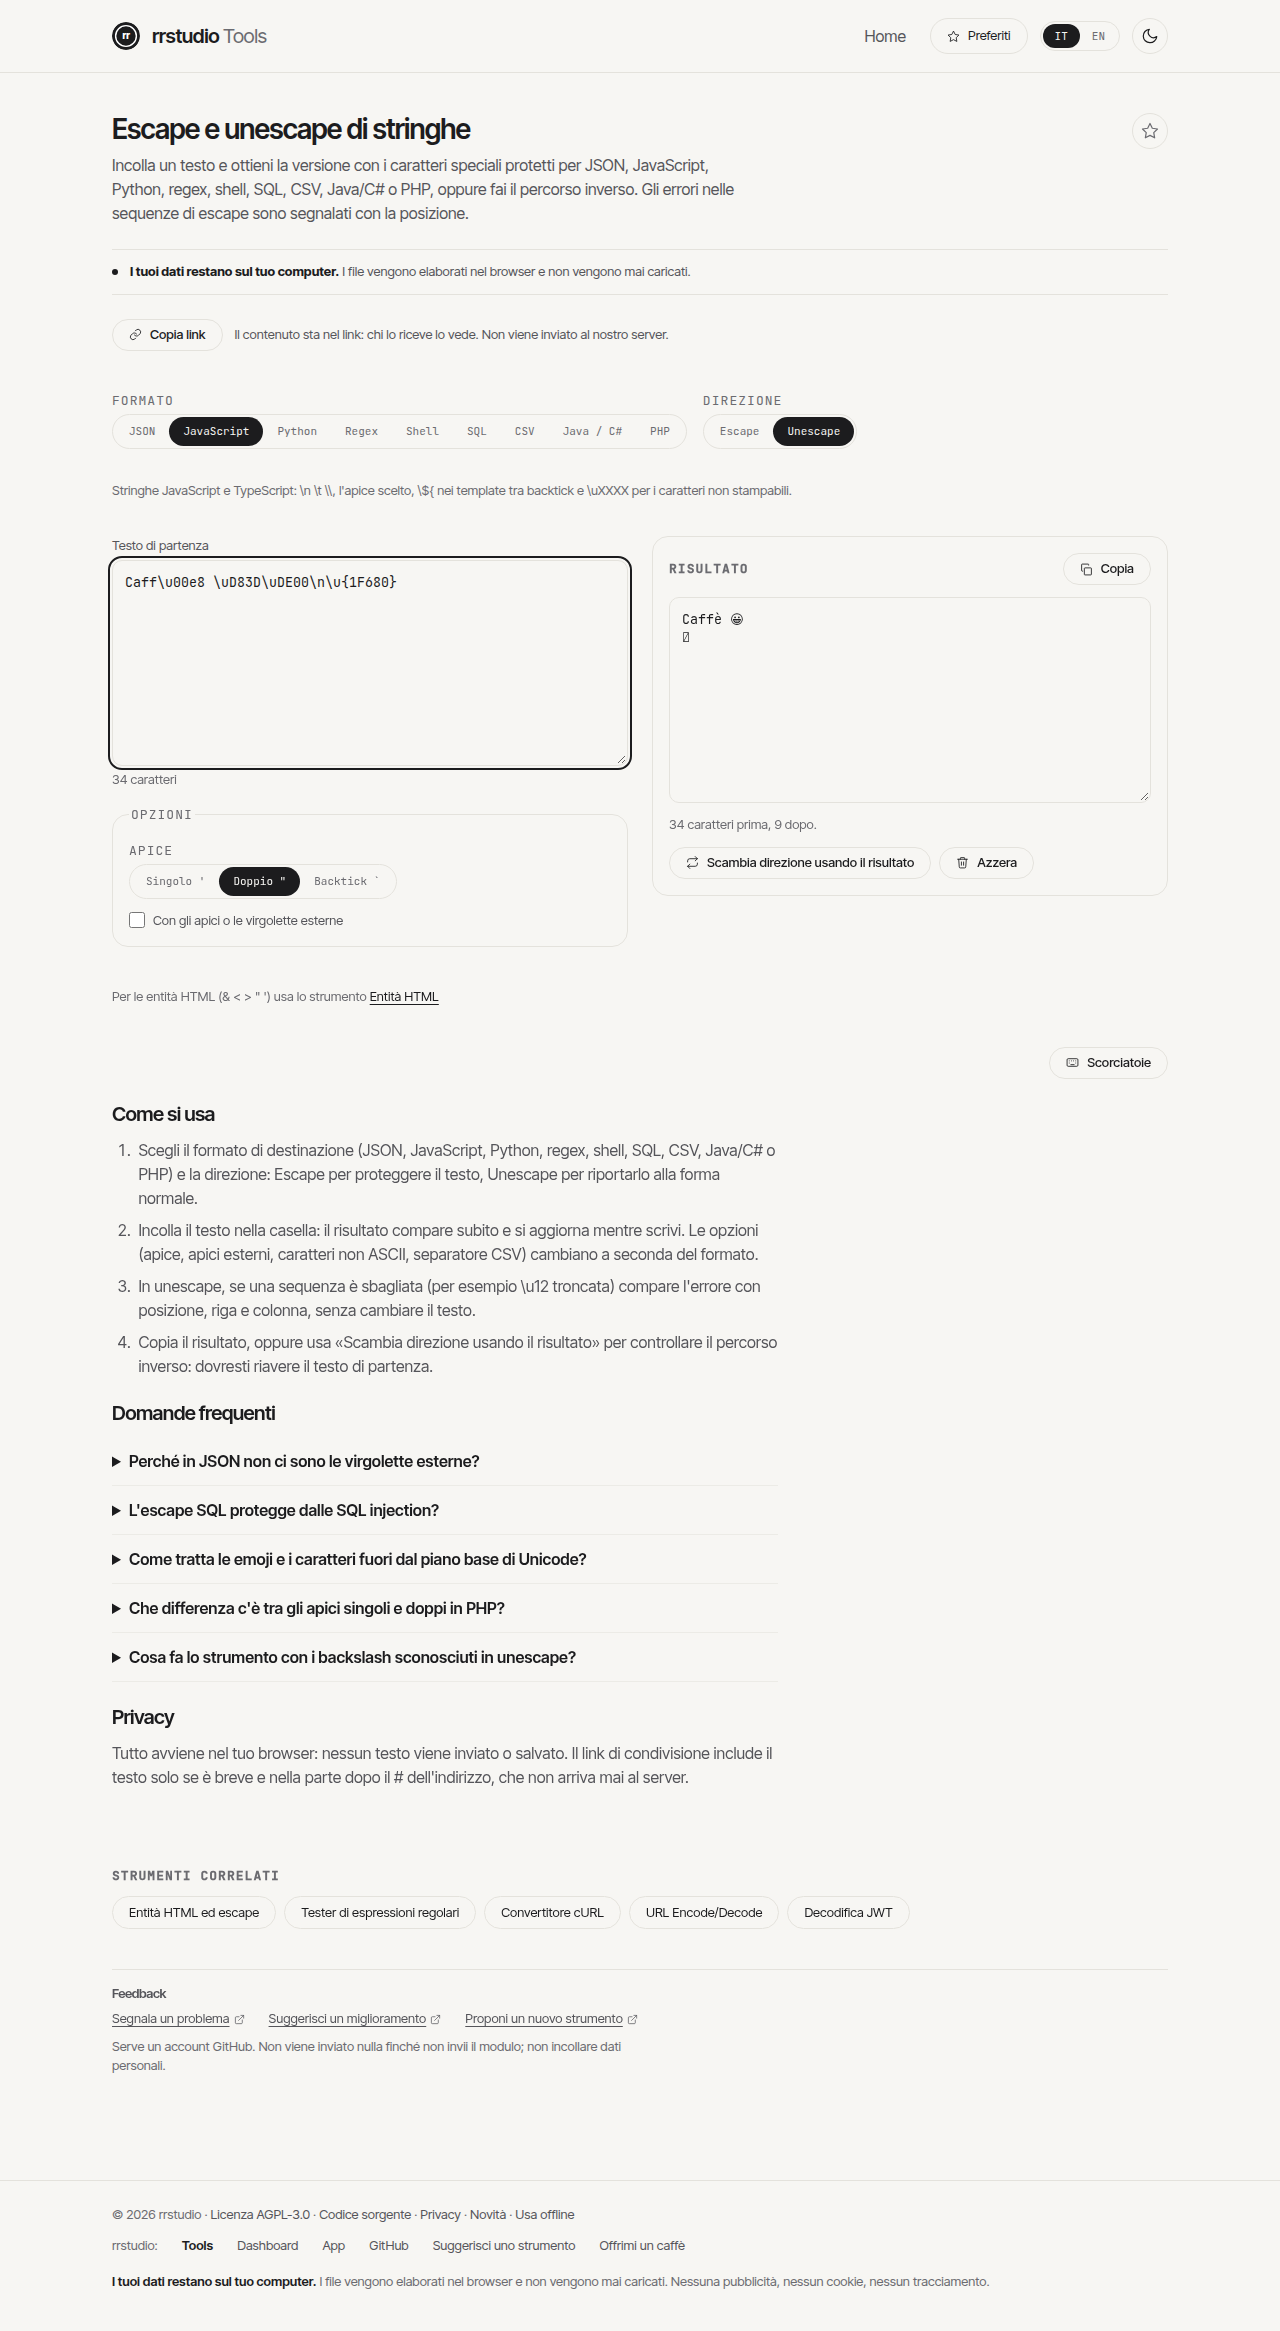 rr rrstudio Tools
Home
Preferiti
IT EN
Escape e unescape di stringhe
Incolla un testo e ottieni la versione con i caratteri speciali protetti per JSON, JavaScript,
Python, regex, shell, SQL, CSV, Java/C# o PHP, oppure fai il percorso inverso. Gli errori nelle
sequenze di escape sono segnalati con la posizione.
I tuoi dati restano sul tuo computer. I file vengono elaborati nel browser e non vengono mai caricati.
Copia link
Il contenuto sta nel link: chi lo riceve lo vede. Non viene inviato al nostro server.
FORMATO
JSON JavaScript Python Regex Shell SQL CSV Java / C# PHP
DIREZIONE
Escape Unescape
Stringhe JavaScript e TypeScript: \n \t \\, l'apice scelto, \${ nei template tra backtick e \uXXXX per i caratteri non stampabili.
Testo di partenza
Caff\u00e8 \uD83D\uDE00\n\u{1F680}
34 caratteri
OPZIONI
APICE
Singolo ' Doppio " Backtick `
Con gli apici o le virgolette esterne
RISULTATO
Copia
Caffè 😀
34 caratteri prima, 9 dopo.
Scambia direzione usando il risultato
Azzera
Per le entità HTML (& < > " ') usa lo strumento Entità HTML
Scorciatoie
Come si usa
1. Scegli il formato di destinazione (JSON, JavaScript, Python, regex, shell, SQL, CSV, Java/C# o
PHP) e la direzione: Escape per proteggere il testo, Unescape per riportarlo alla forma
normale.
2. Incolla il testo nella casella: il risultato compare subito e si aggiorna mentre scrivi. Le opzioni
(apice, apici esterni, caratteri non ASCII, separatore CSV) cambiano a seconda del formato.
3. In unescape, se una sequenza è sbagliata (per esempio \u12 troncata) compare l'errore con
posizione, riga e colonna, senza cambiare il testo.
4. Copia il risultato, oppure usa «Scambia direzione usando il risultato» per controllare il percorso
inverso: dovresti riavere il testo di partenza.
Domande frequenti
Perché in JSON non ci sono le virgolette esterne?
L'escape SQL protegge dalle SQL injection?
Come tratta le emoji e i caratteri fuori dal piano base di Unicode?
Che differenza c'è tra gli apici singoli e doppi in PHP?
Cosa fa lo strumento con i backslash sconosciuti in unescape?
Privacy
Tutto avviene nel tuo browser: nessun testo viene inviato o salvato. Il link di condivisione include il
testo solo se è breve e nella parte dopo il # dell'indirizzo, che non arriva mai al server.
STRUMENTI CORRELATI
Entità HTML ed escape
Tester di espressioni regolari
Convertitore cURL
URL Encode/Decode
Decodifica JWT
Feedback
Segnala un problema
Suggerisci un miglioramento
Proponi un nuovo strumento
Serve un account GitHub. Non viene inviato nulla finché non invii il modulo; non incollare dati
personali.
© 2026 rrstudio · Licenza AGPL-3.0 · Codice sorgente · Privacy · Novità · Usa offline
rrstudio: Tools Dashboard App GitHub Suggerisci uno strumento Offrimi un caffè
I tuoi dati restano sul tuo computer. I file vengono elaborati nel browser e non vengono mai caricati. Nessuna pubblicità, nessun cookie, nessun tracciamento.